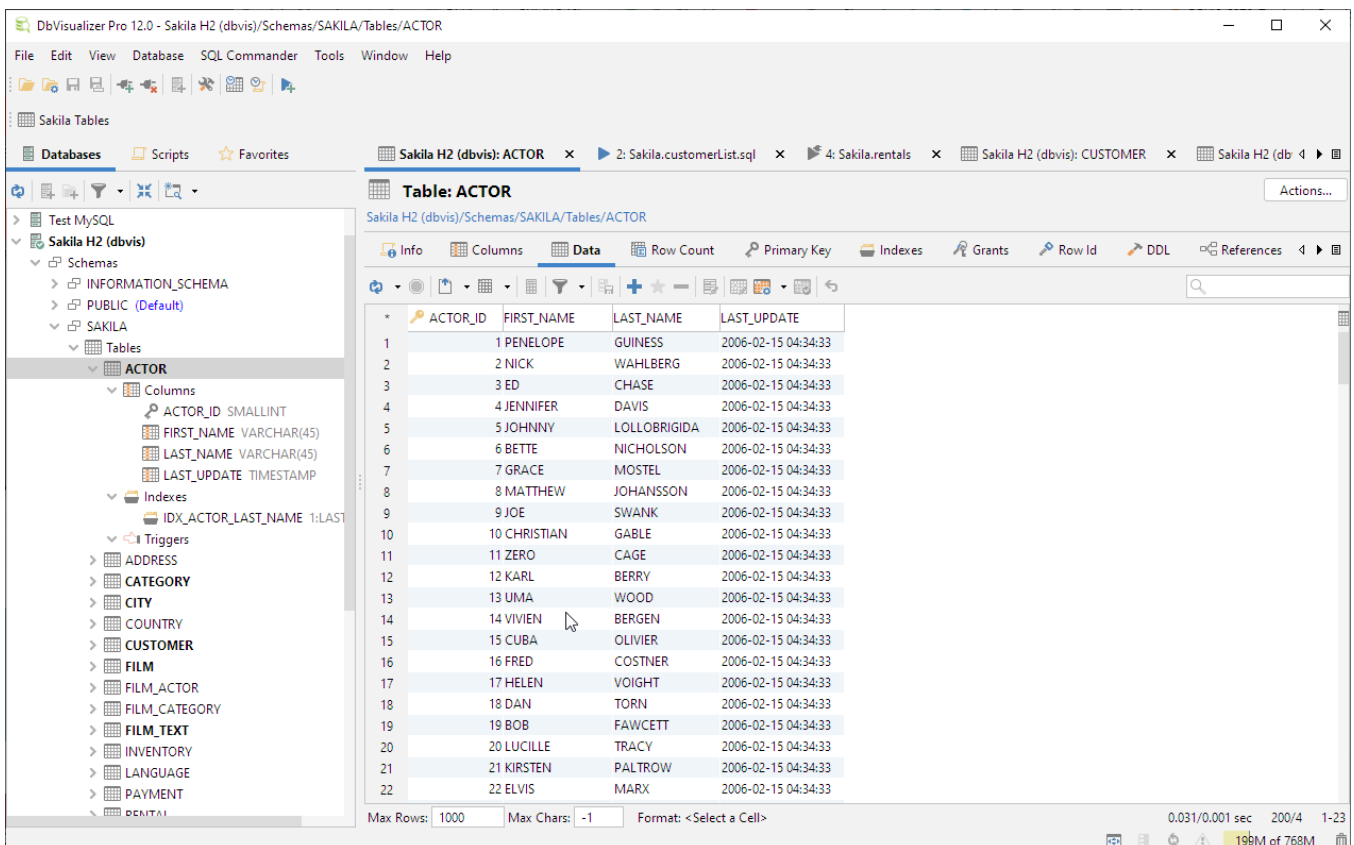 DbVisualizer Pro 12.0 - Sakila H2 (dbvis)/Schemas/SAKILA/Tables/ACTOR
File Edit View Database SQL Commander Tools Window Help
Sakila Tables
Databases Scripts Favorites
Test MySQL
Sakila H2 (dbvis)
Schemas
INFORMATION_SCHEMA
PUBLIC (Default)
SAKILA
Tables
ACTOR
Columns
ACTOR_ID SMALLINT
FIRST_NAME VARCHAR(45)
LAST_NAME VARCHAR(45)
LAST_UPDATE TIMESTAMP
Indexes
IDX_ACTOR_LAST_NAME 1:LAST
Triggers
ADDRESS
CATEGORY
CITY
COUNTRY
CUSTOMER
FILM
FILM_ACTOR
FILM_CATEGORY
FILM_TEXT
INVENTORY
LANGUAGE
PAYMENT
RENTAL
Sakila H2 (dbvis): ACTOR 2: Sakila.customerList.sql 4: Sakila.rentals Sakila H2 (dbvis): CUSTOMER Sakila H2 (db
Table: ACTOR Actions...
Sakila H2 (dbvis)/Schemas/SAKILA/Tables/ACTOR
Info Columns Data Row Count Primary Key Indexes Grants Row Id DDL References
* ACTOR_ID FIRST_NAME LAST_NAME LAST_UPDATE
1 1 PENELOPE GUINESS 2006-02-15 04:34:33
2 2 NICK WAHLBERG 2006-02-15 04:34:33
3 3 ED CHASE 2006-02-15 04:34:33
4 4 JENNIFER DAVIS 2006-02-15 04:34:33
5 5 JOHNNY LOLLOBRIGIDA 2006-02-15 04:34:33
6 6 BETTE NICHOLSON 2006-02-15 04:34:33
7 7 GRACE MOSTEL 2006-02-15 04:34:33
8 8 MATTHEW JOHANSSON 2006-02-15 04:34:33
9 9 JOE SWANK 2006-02-15 04:34:33
10 10 CHRISTIAN GABLE 2006-02-15 04:34:33
11 11 ZERO CAGE 2006-02-15 04:34:33
12 12 KARL BERRY 2006-02-15 04:34:33
13 13 UMA WOOD 2006-02-15 04:34:33
14 14 VIVIEN BERGEN 2006-02-15 04:34:33
15 15 CUBA OLIVIER 2006-02-15 04:34:33
16 16 FRED COSTNER 2006-02-15 04:34:33
17 17 HELEN VOIGHT 2006-02-15 04:34:33
18 18 DAN TORN 2006-02-15 04:34:33
19 19 BOB FAWCETT 2006-02-15 04:34:33
20 20 LUCILLE TRACY 2006-02-15 04:34:33
21 21 KIRSTEN PALTROW 2006-02-15 04:34:33
22 22 ELVIS MARX 2006-02-15 04:34:33
Max Rows: 1000 Max Chars: -1 Format: <Select a Cell> 0.031/0.001 sec 200/4 1-23
199M of 768M